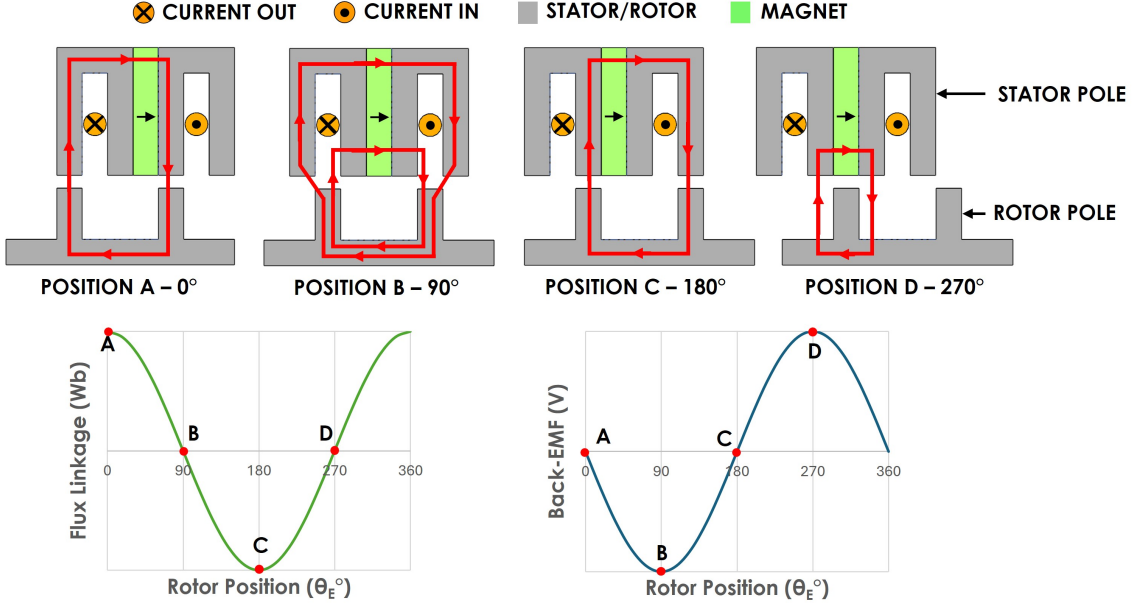 CURRENT OUT CURRENT IN STATOR/ROTOR MAGNET
STATOR POLE
ROTOR POLE
POSITION A – 0°
POSITION B – 90°
POSITION C – 180°
POSITION D – 270°
Flux Linkage (Wb)
A
B
C
D
0 90 180 270 360
Rotor Position (θE°)
Back-EMF (V)
A
B
C
D
0 90 180 270 360
Rotor Position (θE°)